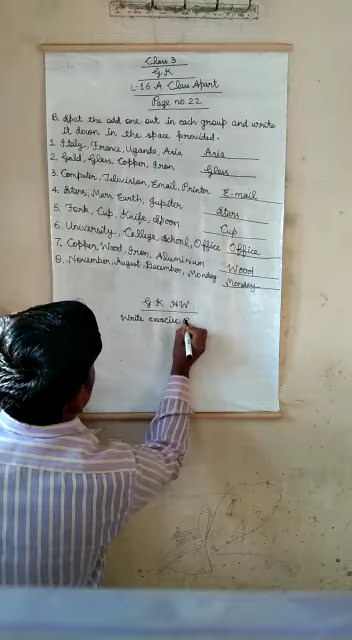 Class 3
G.K
L-16 A Class Apart
Page no 22
B. Spot the odd one out in each group and write
it down in the space provided.
1. Italy, France, Uganda, Asia Asia
2. Gold, Glass, Copper, Iron Glass
3. Computer, Television, Email, Printer E-mail
4. Stars, Mars Earth, Jupiter Stars
5. Fork, Cup, Knife, Spoon Cup
6. University, College, School, Office Office
7. Copper, Wood, Iron, Aluminium Wood
8. November, August, December, Monday Monday
G K H.W
Write exercise